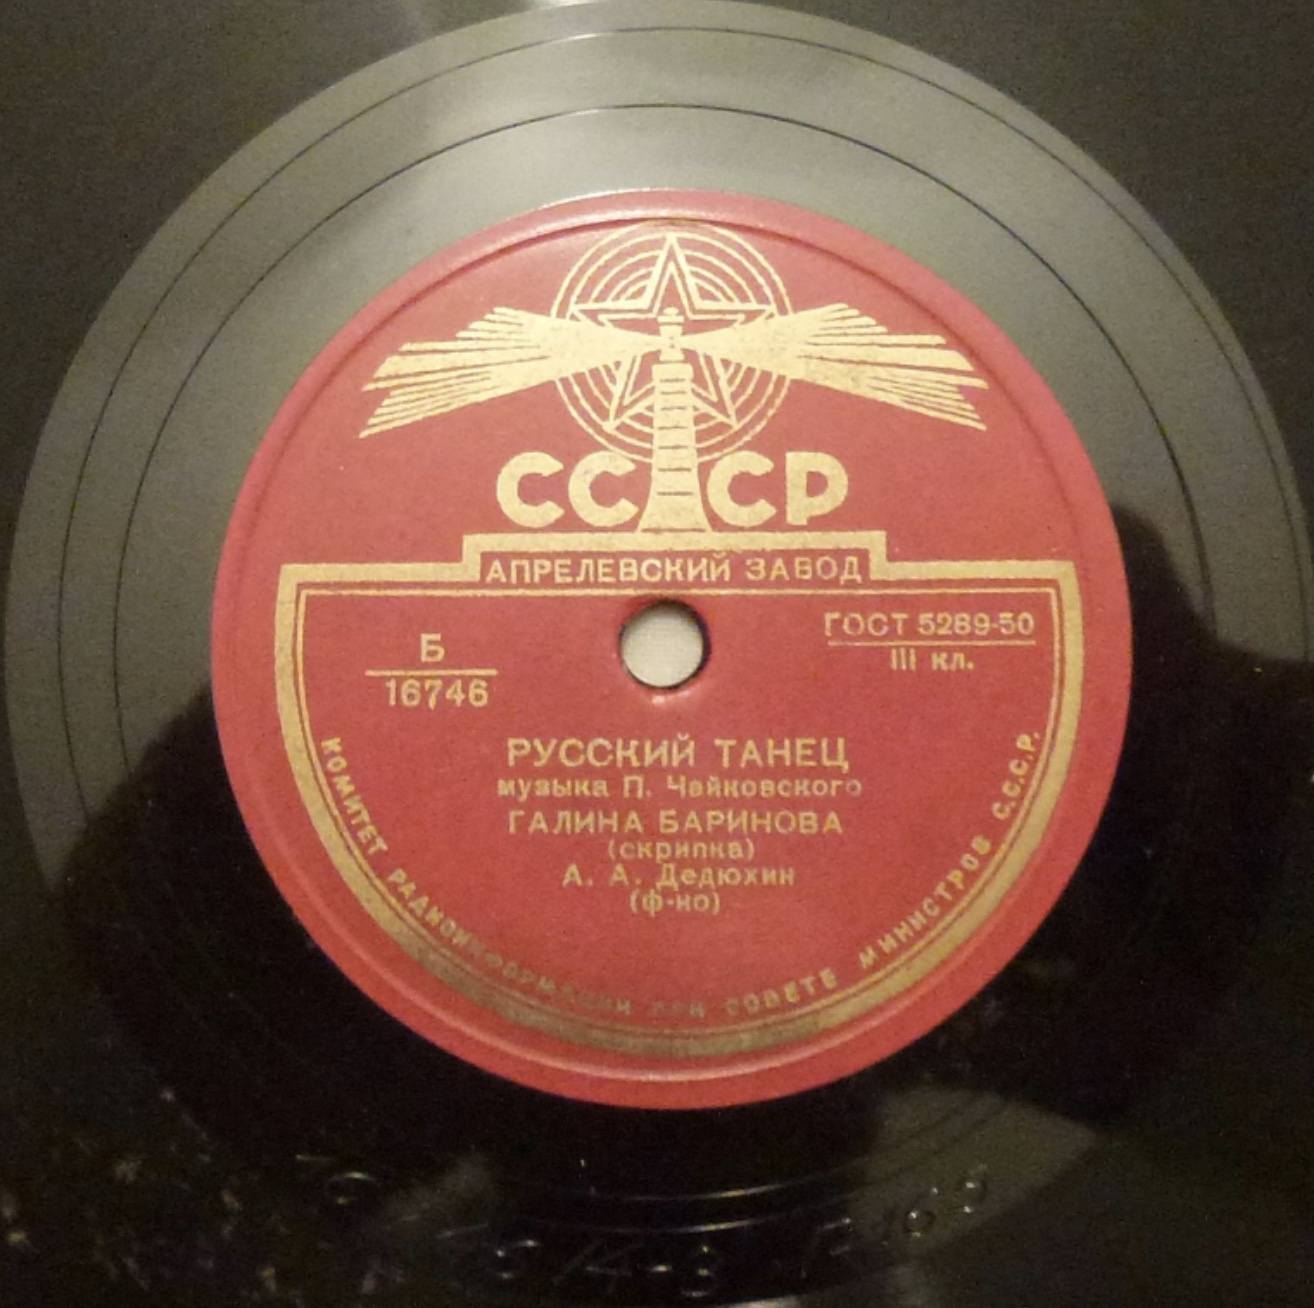 СССР
АПРЕЛЕВСКИЙ ЗАВОД
Б
16746
ГОСТ 5289-50
III кл.
РУССКИЙ ТАНЕЦ
музыка П. Чайковского
ГАЛИНА БАРИНОВА
(скрипка)
А. А. Дедюхин
(ф-но)
КОМИТЕТ РАДИОИНФОРМАЦИИ ПРИ СОВЕТЕ МИНИСТРОВ С.С.С.Р.